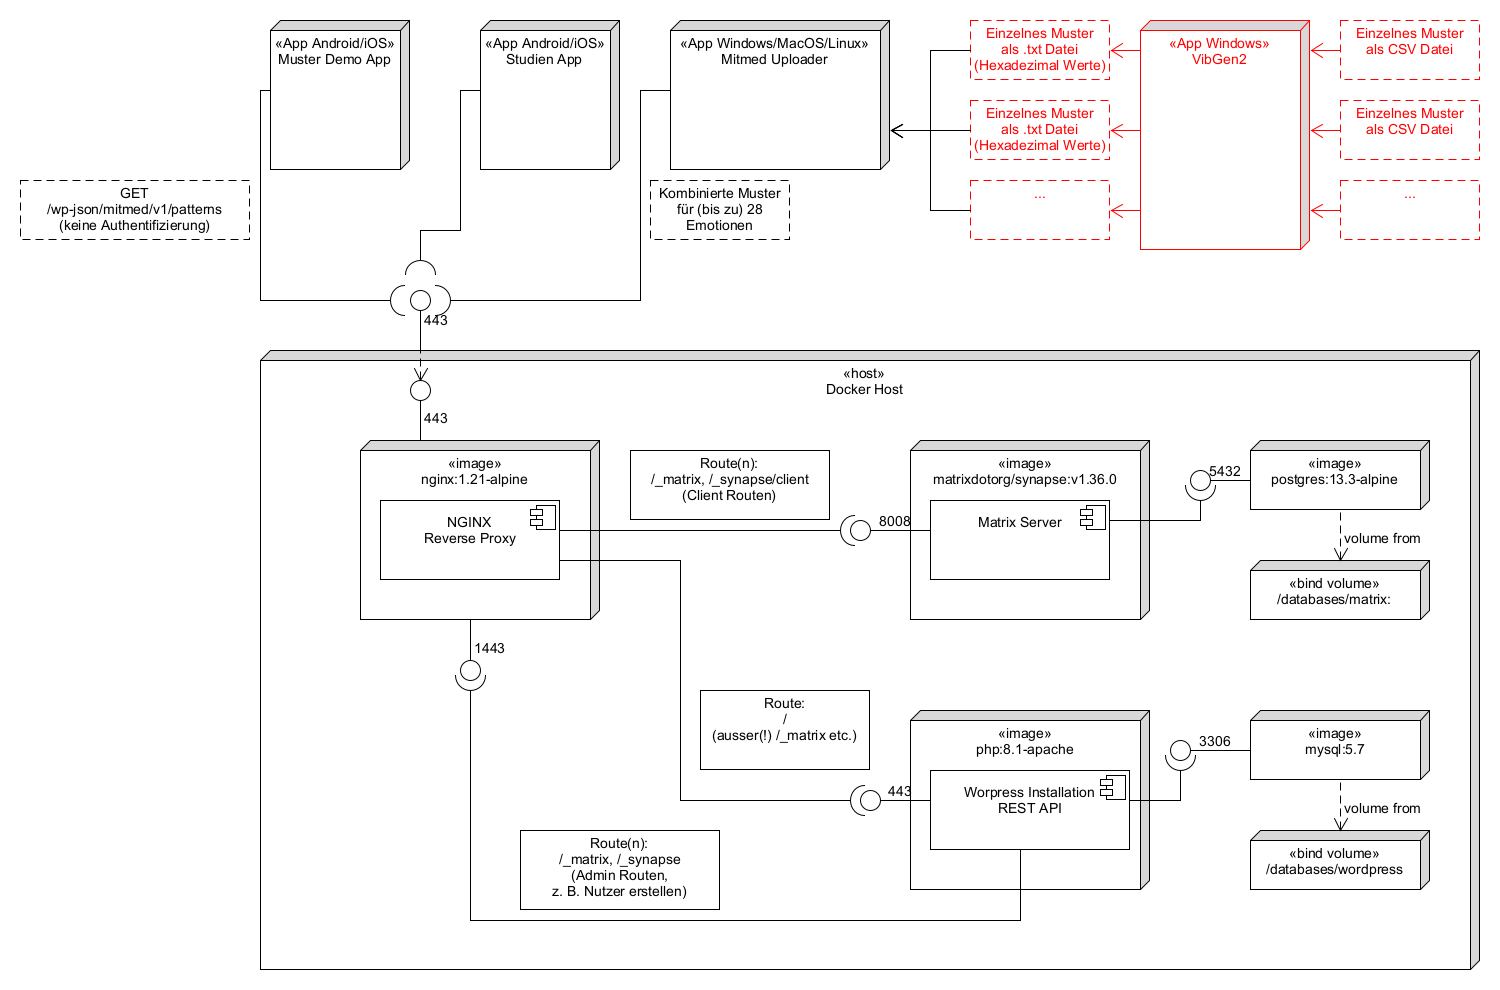 «App Android/iOS»
Muster Demo App
«App Android/iOS»
Studien App
«App Windows/MacOS/Linux»
Mitmed Uploader
Einzelnes Muster
als .txt Datei
(Hexadezimal Werte)
«App Windows»
VibGen2
Einzelnes Muster
als CSV Datei
Einzelnes Muster
als .txt Datei
(Hexadezimal Werte)
Einzelnes Muster
als CSV Datei
...
...
GET
/wp-json/mitmed/v1/patterns
(keine Authentifizierung)
Kombinierte Muster
für (bis zu) 28
Emotionen
443
«host»
Docker Host
443
«image»
nginx:1.21-alpine
NGINX
Reverse Proxy
Route(n):
/_matrix, /_synapse/client
(Client Routen)
8008
«image»
matrixdotorg/synapse:v1.36.0
Matrix Server
5432
«image»
postgres:13.3-alpine
volume from
«bind volume»
/databases/matrix:
1443
Route:
/
(ausser(!) /_matrix etc.)
443
«image»
php:8.1-apache
Worpress Installation
REST API
3306
«image»
mysql:5.7
volume from
«bind volume»
/databases/wordpress
Route(n):
/_matrix, /_synapse
(Admin Routen,
z. B. Nutzer erstellen)